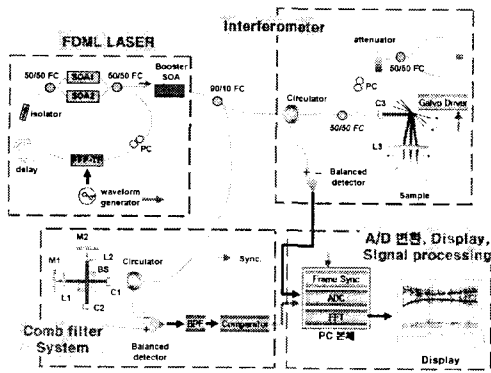 FDML LASER
50/50 FC
SOA1
SOA2
50/50 FC
Booster
SOA
isolator
PC
delay
waveform
generator
90/10 FC
Interferometer
attenuator
50/50 FC
PC
Circulator
C3
Galvo Driver
50/50 FC
L3
+ -
Balanced
detector
Sample
M2
M1
L2
BS
L1
C1
C2
Circulator
Sync.
Comb filter
System
Balanced
detector
BPF
Comparator
A/D 변환, Display,
Signal processing
Frame Sync.
ADC
FFT
PC 본체
Display